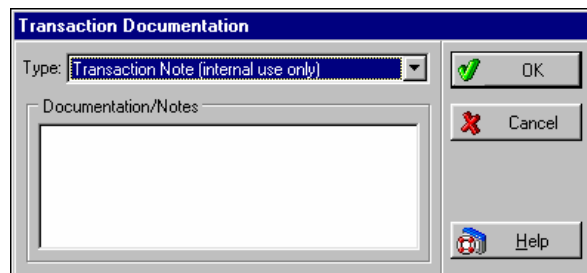 Transaction Documentation
Type: Transaction Note (internal use only)
OK
Documentation/Notes
Cancel
Help